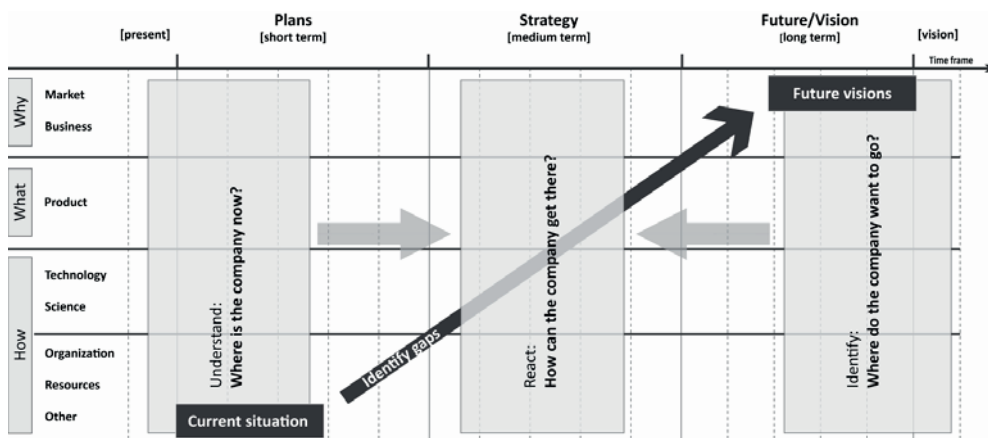 Plans
Strategy
Future/Vision
[present]
[short term]
[medium term]
[long term]
[vision]
Time frame
Why
Market
Business
Future visions
What
Product
How
Technology
Science
Organization
Resources
Other
Understand:
Where is the company now?
React:
How can the company get there?
Identify:
Where do the company want to go?
Identify gaps
Current situation